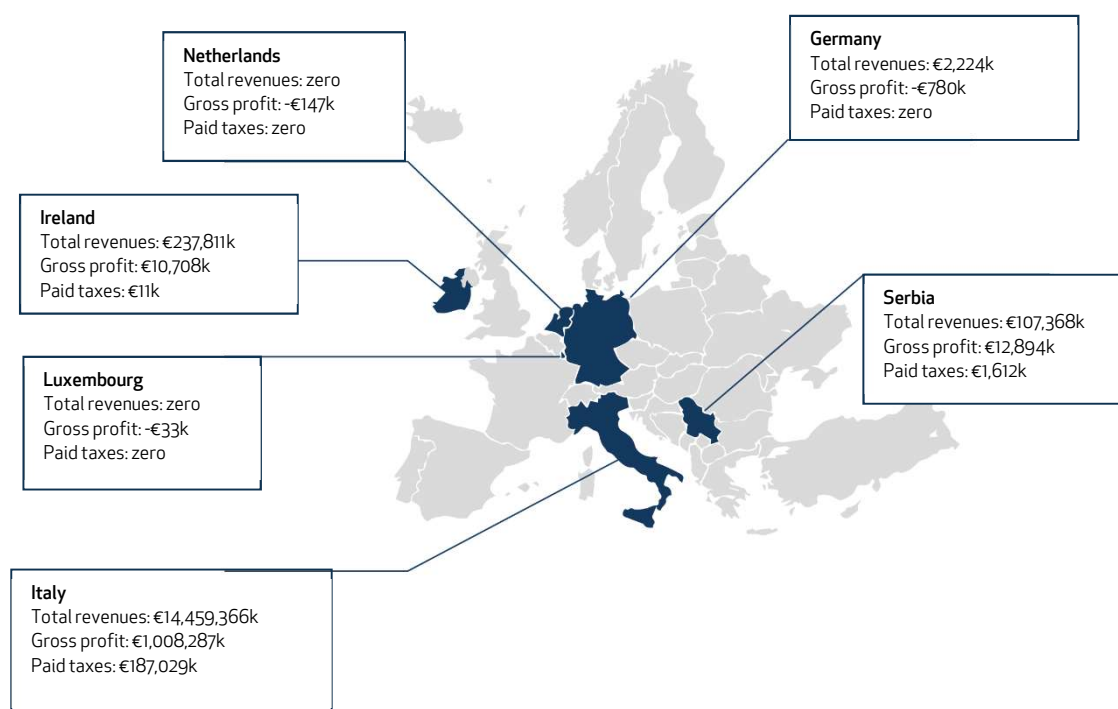 Netherlands
Total revenues: zero
Gross profit: -€147k
Paid taxes: zero
Germany
Total revenues: €2,224k
Gross profit: -€780k
Paid taxes: zero
Ireland
Total revenues: €237,811k
Gross profit: €10,708k
Paid taxes: €11k
Serbia
Total revenues: €107,368k
Gross profit: €12,894k
Paid taxes: €1,612k
Luxembourg
Total revenues: zero
Gross profit: -€33k
Paid taxes: zero
Italy
Total revenues: €14,459,366k
Gross profit: €1,008,287k
Paid taxes: €187,029k